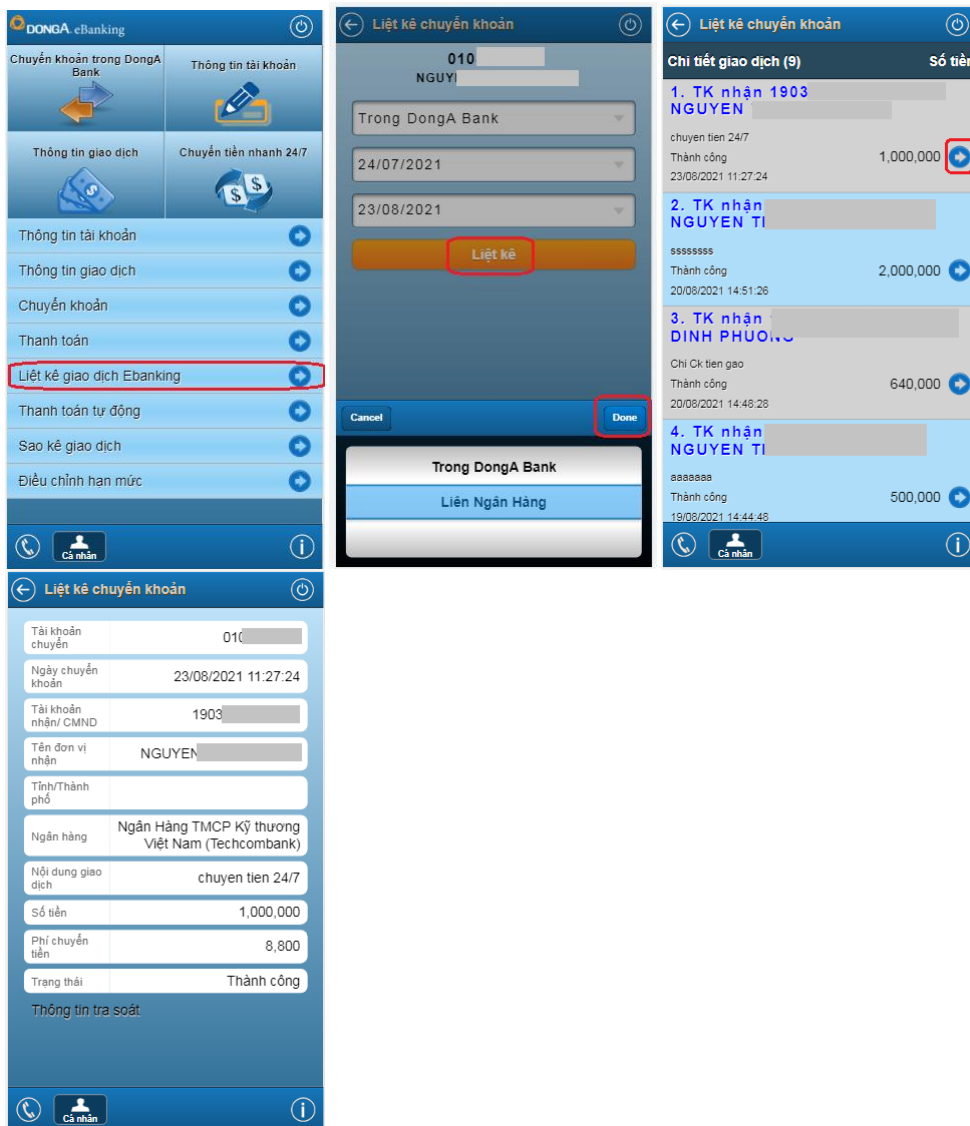 DONGA eBanking
Chuyển khoản trong DongA
Bank
Thông tin tài khoản
Thông tin giao dịch
Chuyển tiền nhanh 24/7
Thông tin tài khoản
Thông tin giao dịch
Chuyển khoản
Thanh toán
Liệt kê giao dịch Ebanking
Thanh toán tự động
Sao kê giao dịch
Điều chỉnh hạn mức
Cá nhân
Liệt kê chuyển khoản
010
NGUY
Trong DongA Bank
24/07/2021
23/08/2021
Liệt kê
Cancel
Done
Trong DongA Bank
Liên Ngân Hàng
Liệt kê chuyển khoản
Chi tiết giao dịch (9) Số tiền
1. TK nhận 1903
NGUYEN
chuyen tien 24/7
Thành công 1,000,000
23/08/2021 11:27:24
2. TK nhận
NGUYEN TI
ssssssss
Thành công 2,000,000
20/08/2021 14:51:26
3. TK nhận
DINH PHUONG
Chi Ck tien gao
Thành công 640,000
20/08/2021 14:48:28
4. TK nhận
NGUYEN TI
aaaaaaa
Thành công 500,000
19/08/2021 14:44:48
Cá nhân
Liệt kê chuyển khoản
Tài khoản
chuyển
010
Ngày chuyển
khoản
23/08/2021 11:27:24
Tài khoản
nhận/ CMND
1903
Tên đơn vị
nhận
NGUYEN
Tỉnh/Thành
phố
Ngân hàng
Ngân Hàng TMCP Kỹ thương
Việt Nam (Techcombank)
Nội dung giao
dịch
chuyen tien 24/7
Số tiền 1,000,000
Phí chuyển
tiền
8,800
Trạng thái Thành công
Thông tin tra soát
Cá nhân